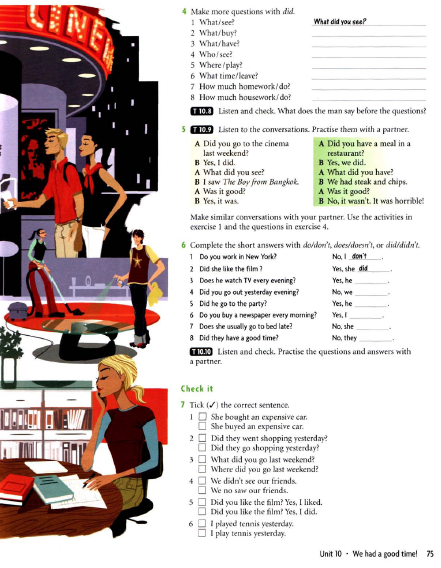 CINEMA
4 Make more questions with did.
1 What/see? What did you see?
2 What/buy?
3 What/have?
4 Who/see?
5 Where/play?
6 What time/leave?
7 How much homework/do?
8 How much housework/do?
T 10.8 Listen and check. What does the man say before the questions?
5 T 10.9 Listen to the conversations. Practise them with a partner.
A Did you go to the cinema
last weekend?
B Yes, I did.
A What did you see?
B I saw The Boy from Bangkok.
A Was it good?
B Yes, it was.
A Did you have a meal in a
restaurant?
B Yes, we did.
A What did you have?
B We had steak and chips.
A Was it good?
B No, it wasn't. It was horrible!
Make similar conversations with your partner. Use the activities in
exercise 1 and the questions in exercise 4.
6 Complete the short answers with do/don't, does/doesn't, or did/didn't.
1 Do you work in New York? No, I don't.
2 Did she like the film? Yes, she did.
3 Does he watch TV every evening? Yes, he ________.
4 Did you go out yesterday evening? No, we ________.
5 Did he go to the party? Yes, he ________.
6 Do you buy a newspaper every morning? Yes, I ________.
7 Does she usually go to bed late? No, she ________.
8 Did they have a good time? No, they ________.
T 10.10 Listen and check. Practise the questions and answers with
a partner.
Check it
7 Tick (✓) the correct sentence.
1 ☐ She bought an expensive car.
☐ She buyed an expensive car.
2 ☐ Did they went shopping yesterday?
☐ Did they go shopping yesterday?
3 ☐ What did you go last weekend?
☐ Where did you go last weekend?
4 ☐ We didn't see our friends.
☐ We no saw our friends.
5 ☐ Did you like the film? Yes, I liked.
☐ Did you like the film? Yes, I did.
6 ☐ I played tennis yesterday.
☐ I play tennis yesterday.
Unit 10 · We had a good time! 75